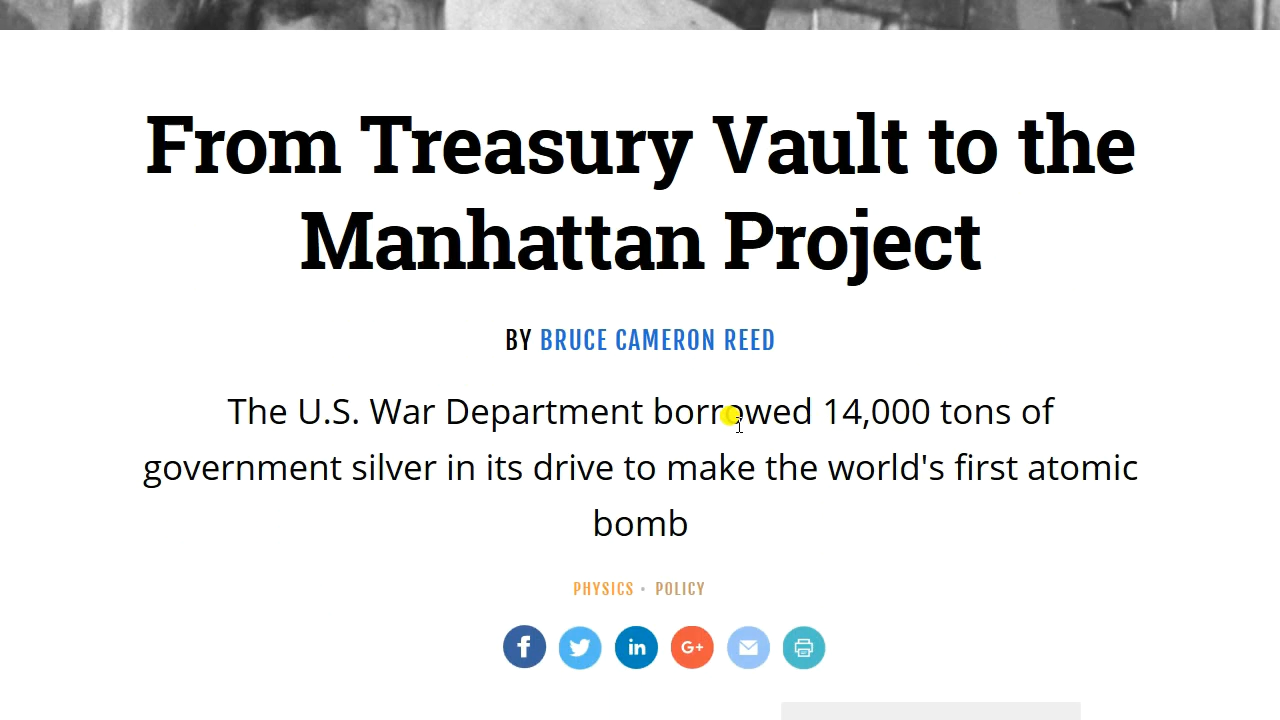 From Treasury Vault to the
Manhattan Project
BY BRUCE CAMERON REED
The U.S. War Department borrowed 14,000 tons of
government silver in its drive to make the world's first atomic
bomb
PHYSICS · POLICY
f in G+